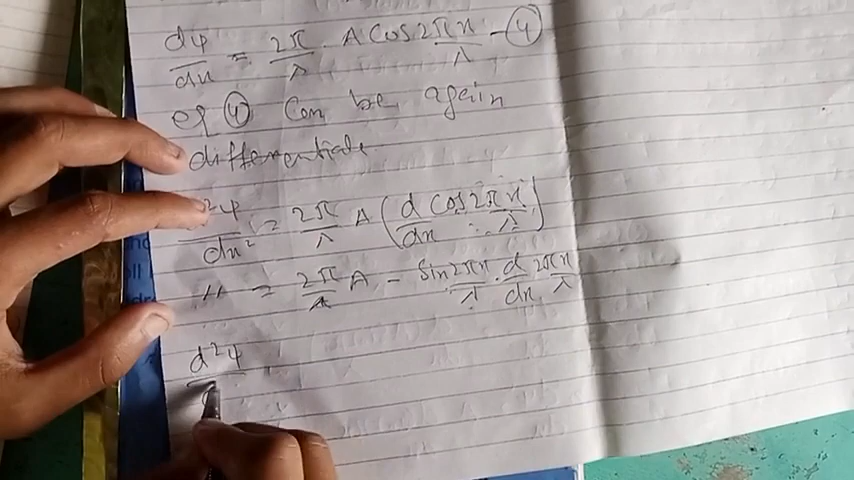 dψ/dx = 2π/λ · A Cos 2πx/λ - ④
eq ④ Can be again
differentiate
d²ψ/dx² = 2π/λ A (d/dx Cos 2πx/λ)
〃 = 2π/λ A - Sin 2πx/λ · d/dx 2πx/λ
d²ψ